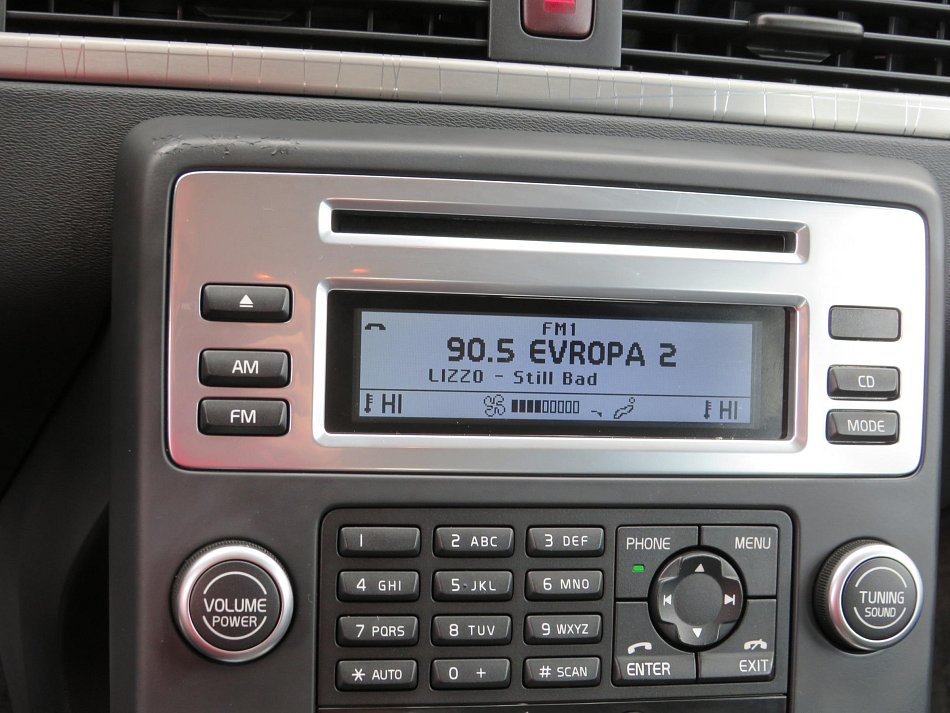 FM1
90.5 EVROPA 2
LIZZO - Still Bad
HI HI
AM
FM
CD
MODE
VOLUME
POWER
1
2 ABC
3 DEF
4 GHI
5 JKL
6 MNO
7 PQRS
8 TUV
9 WXYZ
* AUTO
0 +
# SCAN
PHONE
MENU
ENTER
EXIT
TUNING
SOUND